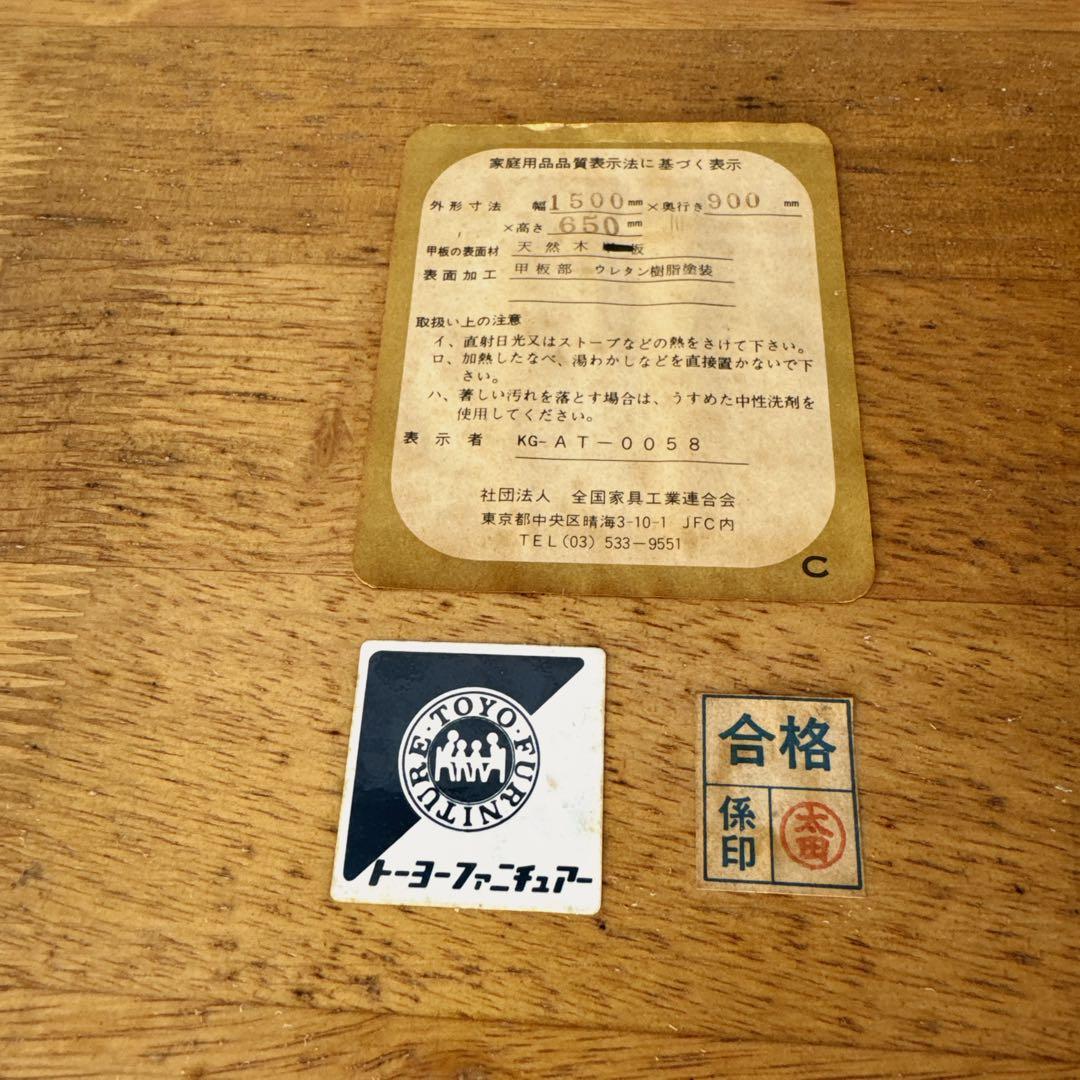 家庭用品品質表示法に基づく表示
外形寸法 幅1500mm×奥行き900mm
×高さ650mm
甲板の表面材 天然木 板
表面加工 甲板部 ウレタン樹脂塗装
取扱い上の注意
イ、直射日光又はストーブなどの熱をさけて下さい。
ロ、加熱したなべ、湯わかしなどを直接置かないで下
さい。
ハ、著しい汚れを落とす場合は、うすめた中性洗剤を
使用してください。
表示者 KG-AT-0058
社団法人 全国家具工業連合会
東京都中央区晴海3-10-1 JFC内
TEL(03) 533-9551
C
TOYO・FURNITURE・
トーヨーファニチュアー
合格
係印
太田